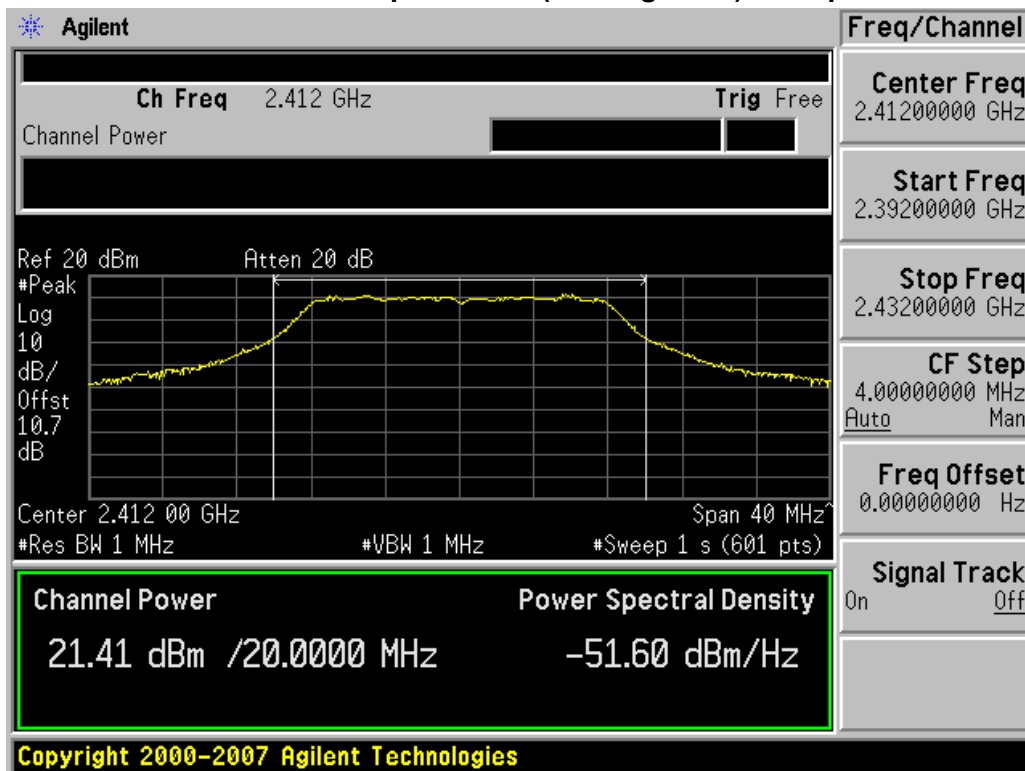 Agilent
Freq/Channel
Ch Freq 2.412 GHz Trig Free
Channel Power
Center Freq
2.41200000 GHz
Start Freq
2.39200000 GHz
Stop Freq
2.43200000 GHz
CF Step
4.00000000 MHz
Auto Man
Freq Offset
0.00000000 Hz
Signal Track
On Off
Ref 20 dBm Atten 20 dB
#Peak
Log
10
dB/
Offst
10.7
dB
Center 2.412 00 GHz Span 40 MHz^
#Res BW 1 MHz #VBW 1 MHz #Sweep 1 s (601 pts)
Channel Power Power Spectral Density
21.41 dBm /20.0000 MHz -51.60 dBm/Hz
Copyright 2000-2007 Agilent Technologies